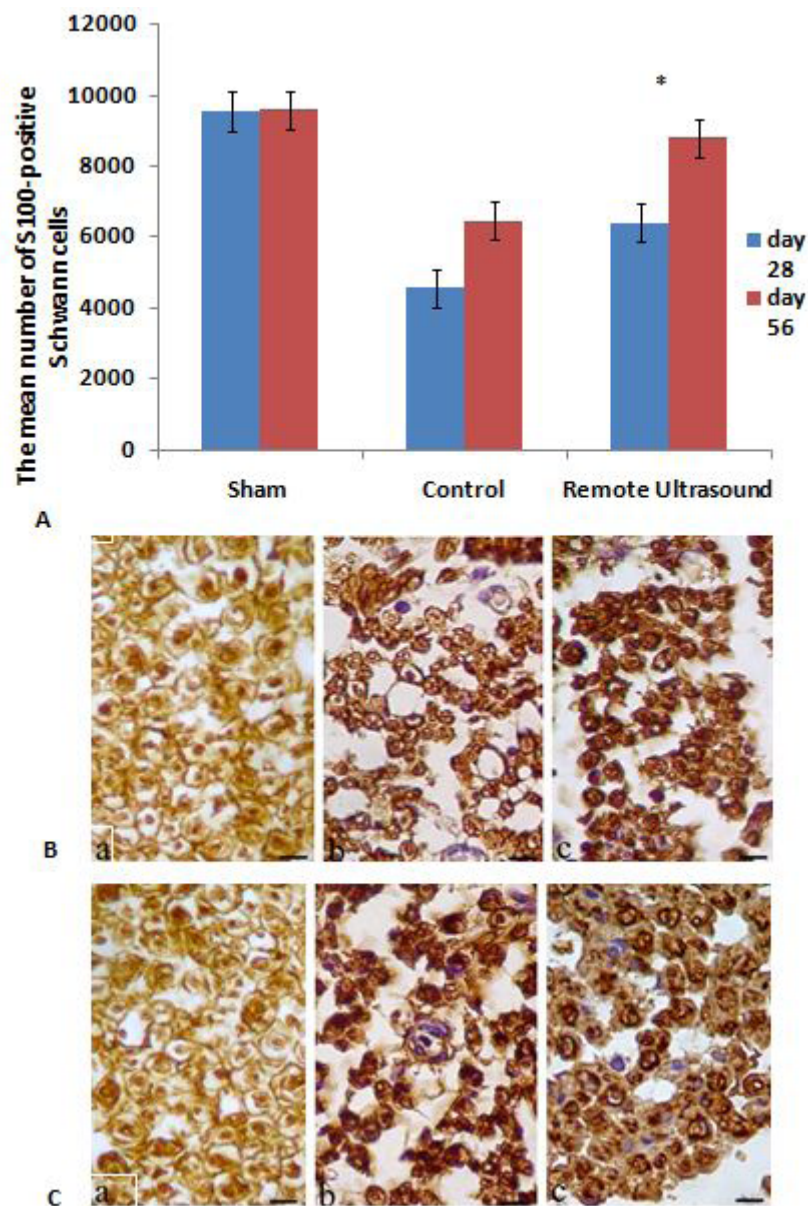 12000
10000
8000
6000
4000
2000
0
The mean number of S100-positive
Schwann cells
*
day
28
day
56
Sham
Control
Remote Ultrasound
A
B
a
b
c
C
a
b
c